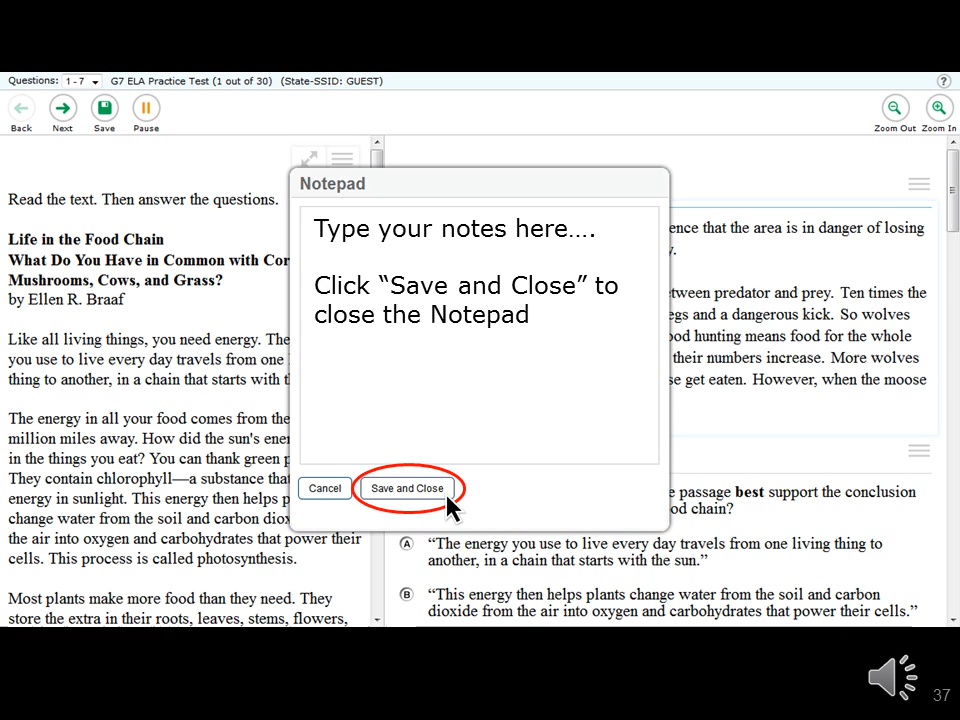 Questions: 1 - 7 G7 ELA Practice Test (1 out of 30) (State-SSID: GUEST) ?
Back Next Save Pause Zoom Out Zoom In
Read the text. Then answer the questions.
Life in the Food Chain
What Do You Have in Common with
Mushrooms, Cows, and Grass?
by Ellen R. Braaf
Like all living things, you need energy.
you use to live every day travels from one
thing to another, in a chain that starts with
The energy in all your food comes from the
million miles away. How did the sun's
in the things you eat? You can thank green
They contain chlorophyll—a substance
energy in sunlight. This energy then helps
change water from the soil and carbon
the air into oxygen and carbohydrates that power their
cells. This process is called photosynthesis.
Most plants make more food than they need. They
store the extra in their roots, leaves, stems, flowers,
Notepad
Type your notes here….
Click “Save and Close” to
close the Notepad
Cancel Save and Close
that the area is in danger of losing
between predator and prey. Ten times the
and a dangerous kick. So wolves
hunting means food for the whole
their numbers increase. More wolves
get eaten. However, when the moose
passage best support the conclusion
chain?
A “The energy you use to live every day travels from one living thing to
another, in a chain that starts with the sun.”
B “This energy then helps plants change water from the soil and carbon
dioxide from the air into oxygen and carbohydrates that power their cells.”
37